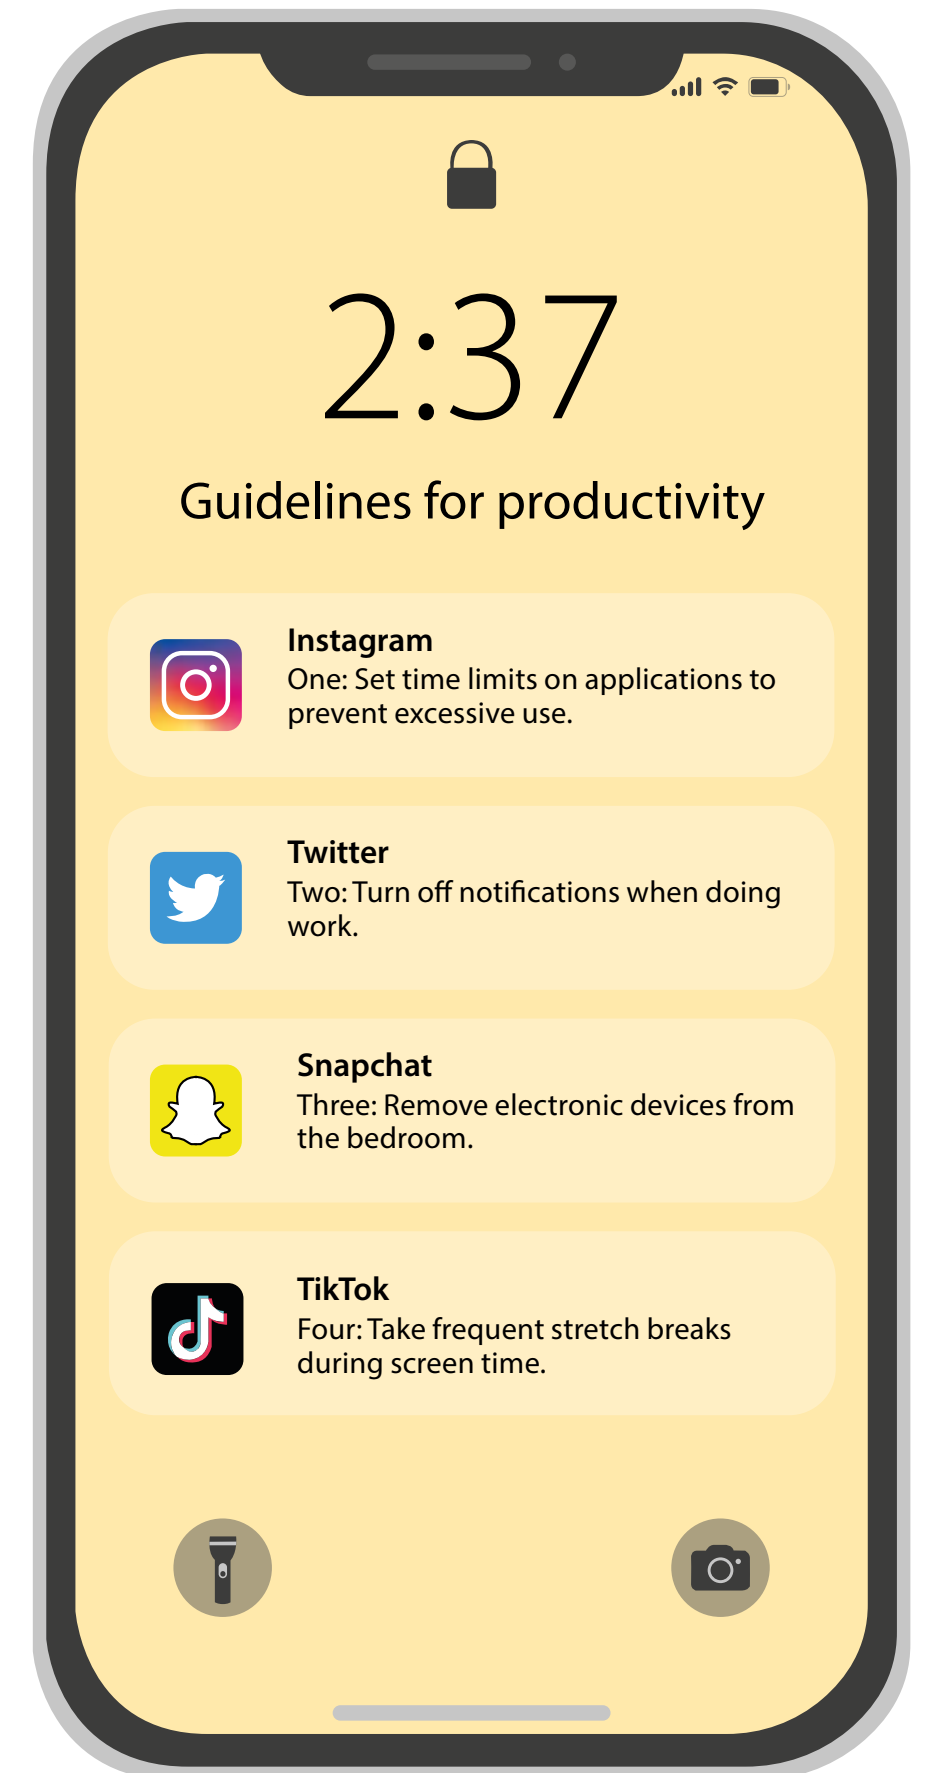 2:37
Guidelines for productivity
Instagram
One: Set time limits on applications to
prevent excessive use.
Twitter
Two: Turn off notifications when doing
work.
Snapchat
Three: Remove electronic devices from
the bedroom.
TikTok
Four: Take frequent stretch breaks
during screen time.